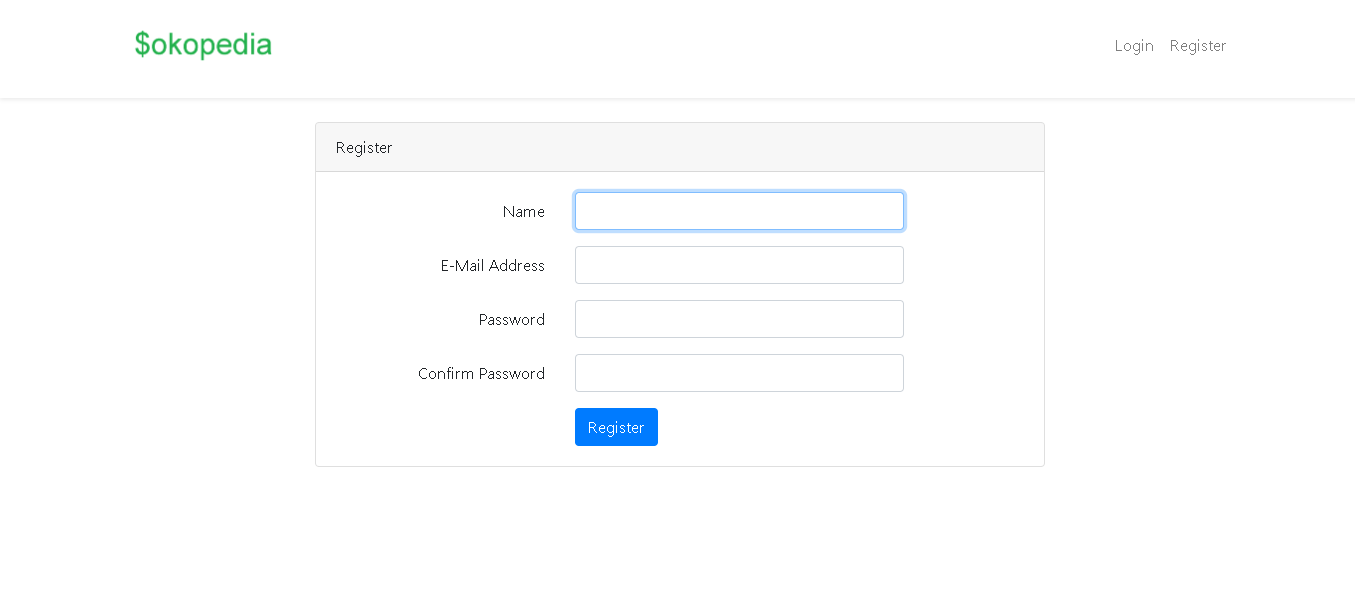 $okopedia
Login Register
Register
Name
E-Mail Address
Password
Confirm Password
Register